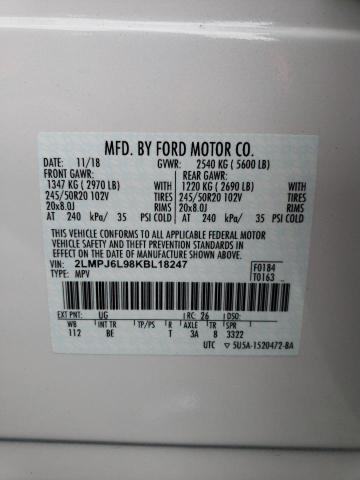 MFD. BY FORD MOTOR CO.
DATE: 11/18 GVWR: 2540 KG ( 5600 LB)
FRONT GAWR: REAR GAWR:
1347 KG ( 2970 LB) WITH 1220 KG ( 2690 LB) WITH
245/50R20 102V TIRES 245/50R20 102V TIRES
20x8.0J RIMS 20x8.0J RIMS
AT 240 kPa/ 35 PSI COLD AT 240 kPa/ 35 PSI COLD
THIS VEHICLE CONFORMS TO ALL APPLICABLE FEDERAL MOTOR
VEHICLE SAFETY AND THEFT PREVENTION STANDARDS IN
EFFECT ON THE DATE OF MANUFACTURE SHOWN ABOVE.
VIN: 2LMPJ6L98KBL18247 F0184
TYPE: MPV T0163
EXT PNT: UG RC: 26 DSO:
WB INT TR TP/PS R AXLE TR SPR
112 BE T 3A 8 3322
UTC 5U5A-1520472-BA